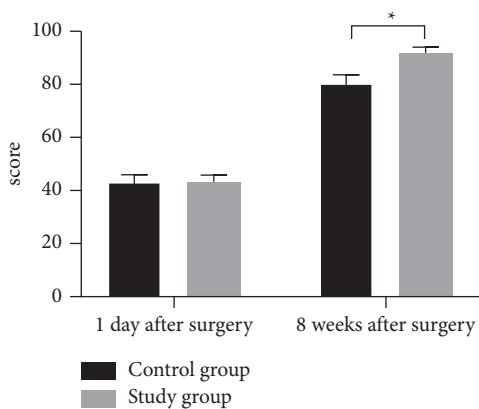 *
100
80
60
40
20
0
score
1 day after surgery
8 weeks after surgery
Control group
Study group